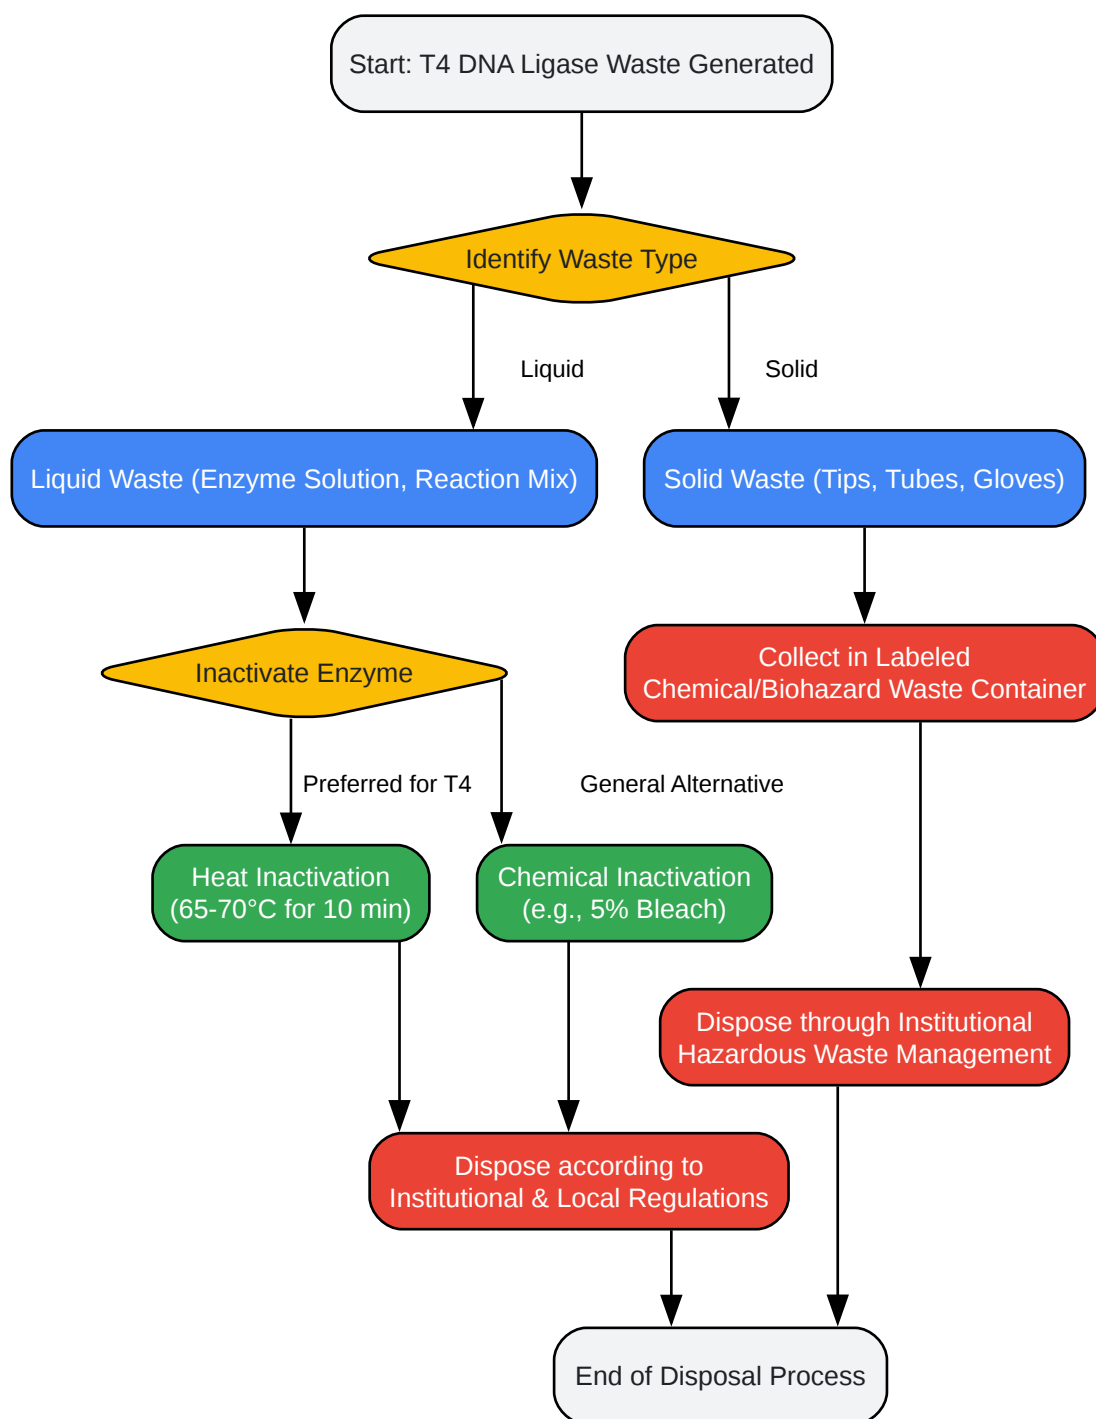 Start: T4 DNA Ligase Waste Generated
Identify Waste Type
Liquid
Solid
Liquid Waste (Enzyme Solution, Reaction Mix)
Solid Waste (Tips, Tubes, Gloves)
Inactivate Enzyme
Collect in Labeled
Chemical/Biohazard Waste Container
Preferred for T4
General Alternative
Heat Inactivation
(65-70°C for 10 min)
Chemical Inactivation
(e.g., 5% Bleach)
Dispose through Institutional
Hazardous Waste Management
Dispose according to
Institutional & Local Regulations
End of Disposal Process